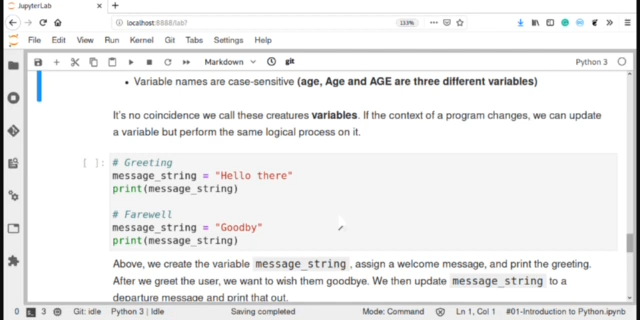 JupyterLab
localhost:8888/lab?
133%
File Edit View Run Kernel Git Tabs Settings Help
Markdown git Python 3
• Variable names are case-sensitive (age, Age and AGE are three different variables)
It's no coincidence we call these creatures variables. If the context of a program changes, we can update
a variable but perform the same logical process on it.
[ ]: # Greeting
message_string = "Hello there"
print(message_string)
# Farewell
message_string = "Goodby"
print(message_string)
Above, we create the variable message_string, assign a welcome message, and print the greeting.
After we greet the user, we want to wish them goodbye. We then update message_string to a
departure message and print that out.
0 3 Git: idle Python 3 | Idle Saving completed Mode: Command Ln 1, Col 1 #01-Introduction to Python.ipynb